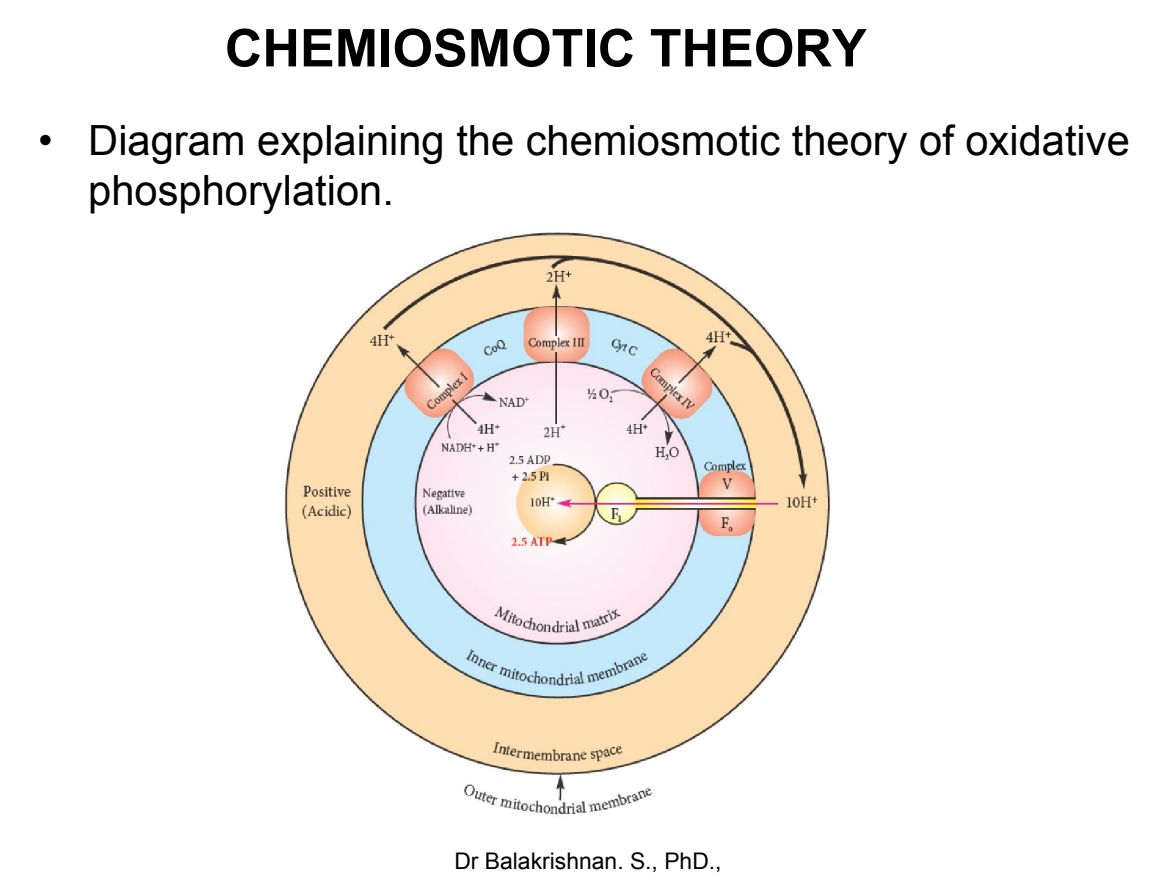 CHEMIOSMOTIC THEORY
• Diagram explaining the chemiosmotic theory of oxidative
phosphorylation.
2H⁺
4H⁺
4H⁺
CoQ
Complex III
Cyt C
Complex I
Complex IV
NAD⁺
½ O₂
4H⁺
2H⁺
4H⁺
NADH⁺ + H⁺
H₂O
2.5 ADP
+ 2.5 Pi
Complex
V
Positive
(Acidic)
Negative
(Alkaline)
10H⁺
F₁
10H⁺
F₀
2.5 ATP
Mitochondrial matrix
Inner mitochondrial membrane
Intermembrane space
Outer mitochondrial membrane
Dr Balakrishnan. S., PhD.,